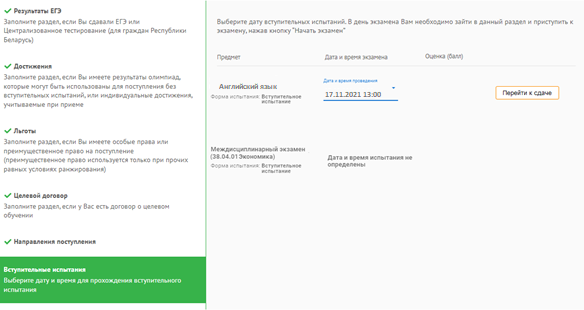 Результаты ЕГЭ
Заполните раздел, если Вы сдавали ЕГЭ или
Централизованное тестирование (для граждан Республики
Беларусь)
Достижения
Заполните раздел, если Вы имеете результаты олимпиад,
которые могут быть использованы для поступления без
вступительных испытаний, или индивидуальные достижения,
учитываемые при приеме
Льготы
Заполните раздел, если Вы имеете особые права или
преимущественное право на поступление
(преимущественное право используется только при прочих
равных условиях ранжирования)
Целевой договор
Заполните раздел, если у Вас есть договор о целевом
обучении
Направления поступления
Вступительные испытания
Выберите дату и время для прохождения вступительного
испытания
Выберите дату вступительных испытаний. В день экзамена Вам необходимо зайти в данный раздел и приступить к
экзамену, нажав кнопку "Начать экзамен"
Предмет
Дата и время экзамена
Оценка (балл)
Английский язык
Форма испытания: Вступительное
испытание
Дата и время проведения
17.11.2021 13:00
Перейти к сдаче
Междисциплинарный экзамен
(38.04.01 Экономика)
Форма испытания: Вступительное
испытание
Дата и время испытания не
определены